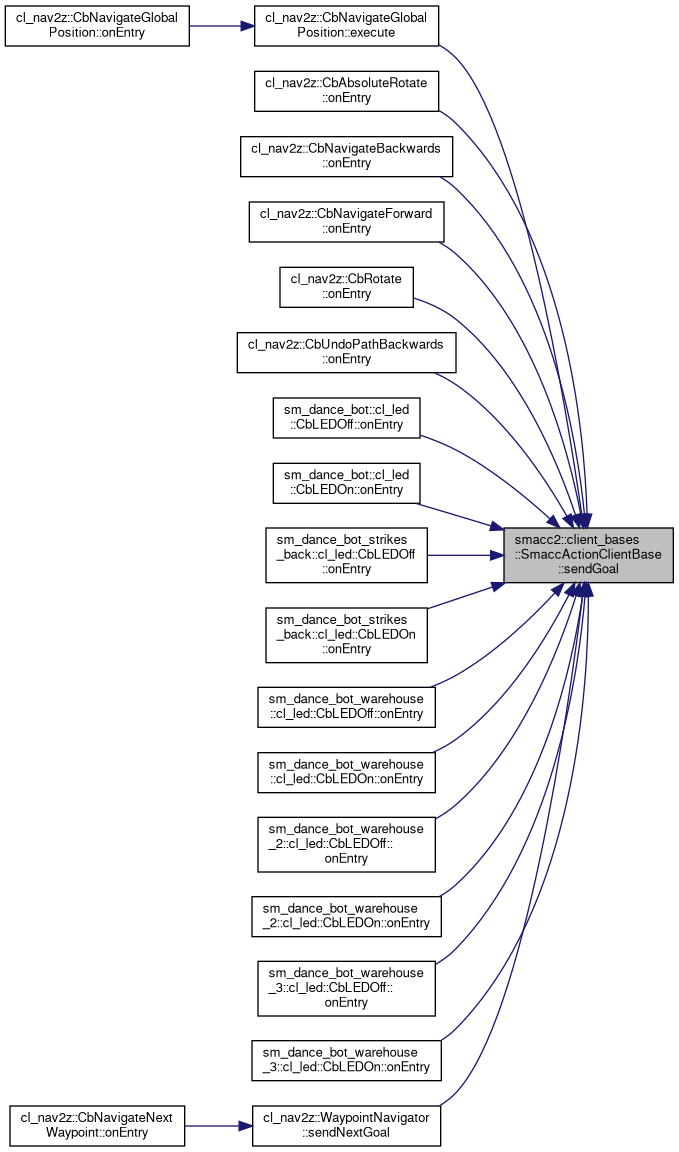 cl_nav2z::CbNavigateGlobal
Position::onEntry
cl_nav2z::CbNavigateGlobal
Position::execute
cl_nav2z::CbAbsoluteRotate
::onEntry
cl_nav2z::CbNavigateBackwards
::onEntry
cl_nav2z::CbNavigateForward
::onEntry
cl_nav2z::CbRotate
::onEntry
cl_nav2z::CbUndoPathBackwards
::onEntry
sm_dance_bot::cl_led
::CbLEDOff::onEntry
sm_dance_bot::cl_led
::CbLEDOn::onEntry
sm_dance_bot_strikes
_back::cl_led::CbLEDOff
::onEntry
smacc2::client_bases
::SmaccActionClientBase
::sendGoal
sm_dance_bot_strikes
_back::cl_led::CbLEDOn
::onEntry
sm_dance_bot_warehouse
::cl_led::CbLEDOff::onEntry
sm_dance_bot_warehouse
::cl_led::CbLEDOn::onEntry
sm_dance_bot_warehouse
_2::cl_led::CbLEDOff::
onEntry
sm_dance_bot_warehouse
_2::cl_led::CbLEDOn::onEntry
sm_dance_bot_warehouse
_3::cl_led::CbLEDOff::
onEntry
sm_dance_bot_warehouse
_3::cl_led::CbLEDOn::onEntry
cl_nav2z::CbNavigateNext
Waypoint::onEntry
cl_nav2z::WaypointNavigator
::sendNextGoal